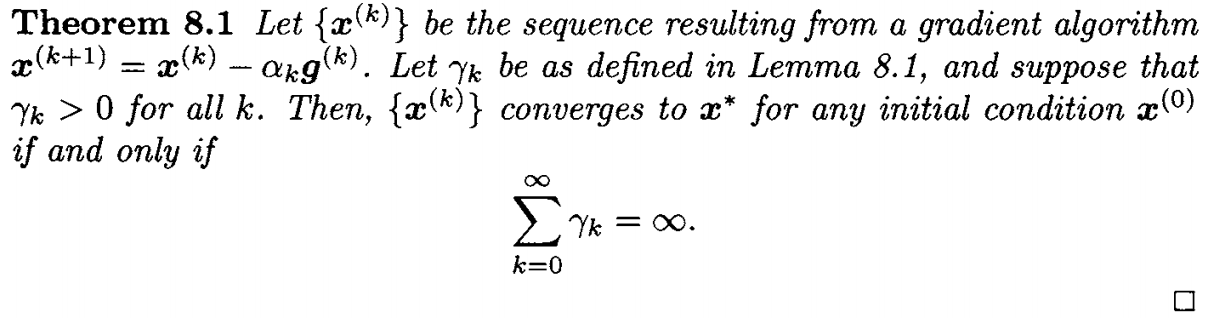 Theorem 8.1 Let {x^(k)} be the sequence resulting from a gradient algorithm
x^(k+1) = x^(k) − α_k g^(k). Let γ_k be as defined in Lemma 8.1, and suppose that
γ_k > 0 for all k. Then, {x^(k)} converges to x* for any initial condition x^(0)
if and only if
∞
∑ γ_k = ∞.
k=0
□